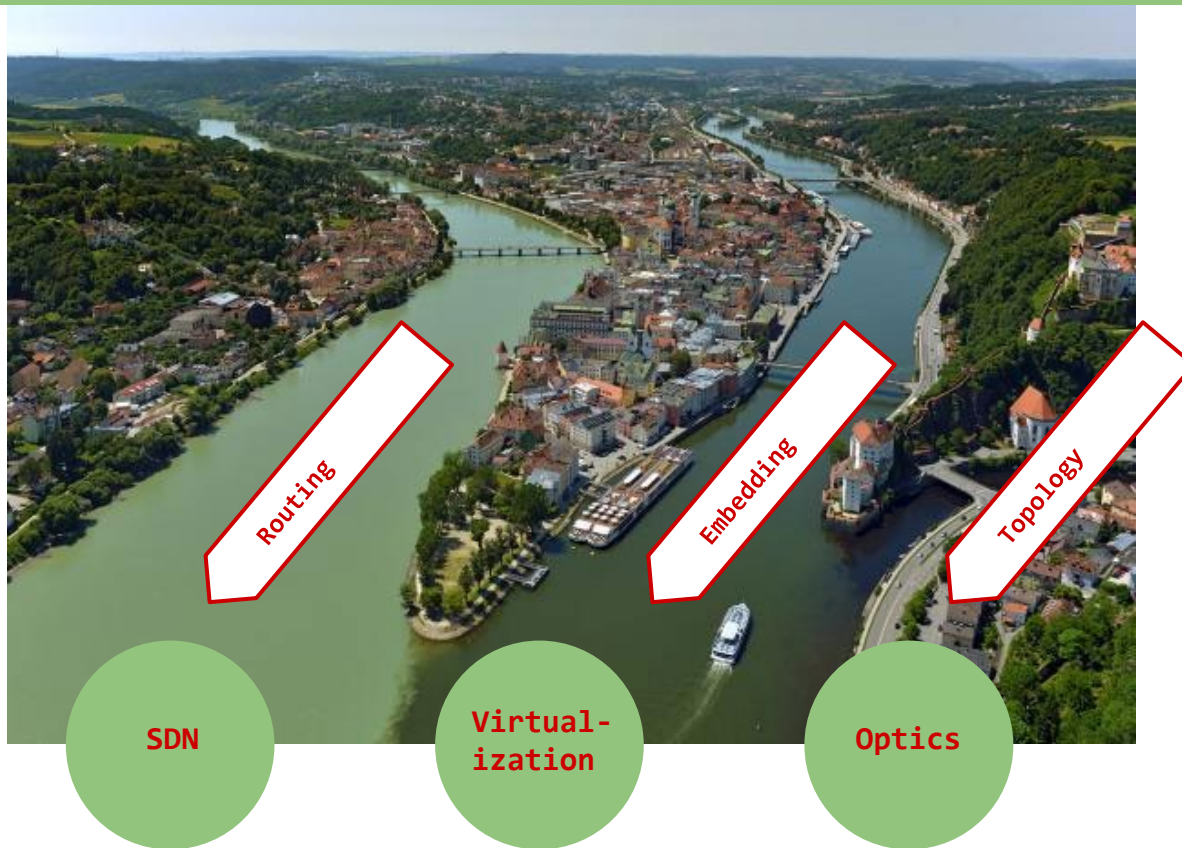 Routing
Embedding
Topology
SDN
Virtual-
ization
Optics